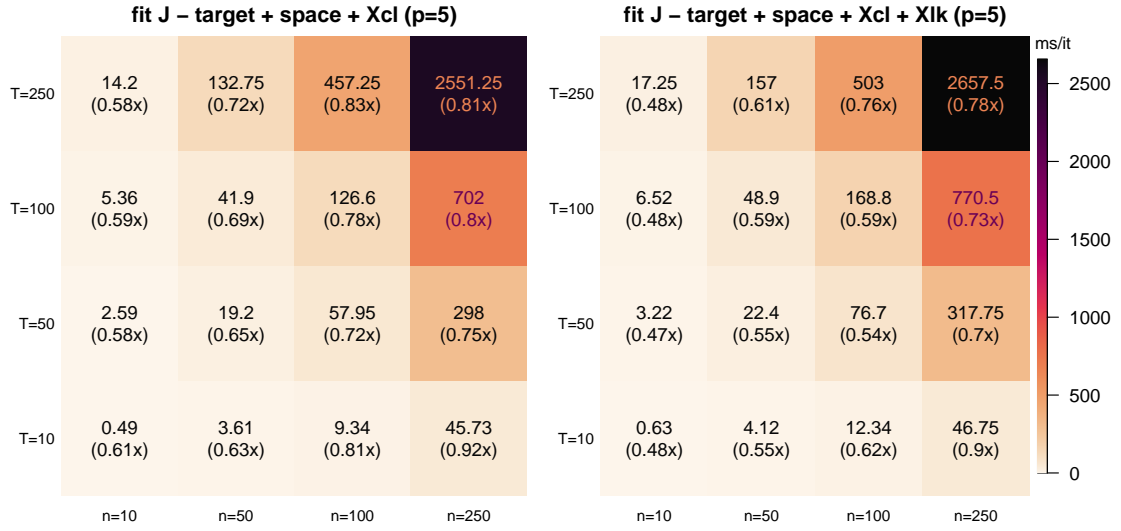 fit J − target + space + Xcl (p=5)
T=250
14.2
(0.58x)
132.75
(0.72x)
457.25
(0.83x)
2551.25
(0.81x)
T=100
5.36
(0.59x)
41.9
(0.69x)
126.6
(0.78x)
702
(0.8x)
T=50
2.59
(0.58x)
19.2
(0.65x)
57.95
(0.72x)
298
(0.75x)
T=10
0.49
(0.61x)
3.61
(0.63x)
9.34
(0.81x)
45.73
(0.92x)
n=10
n=50
n=100
n=250
fit J − target + space + Xcl + Xlk (p=5)
T=250
17.25
(0.48x)
157
(0.61x)
503
(0.76x)
2657.5
(0.78x)
T=100
6.52
(0.48x)
48.9
(0.59x)
168.8
(0.59x)
770.5
(0.73x)
T=50
3.22
(0.47x)
22.4
(0.55x)
76.7
(0.54x)
317.75
(0.7x)
T=10
0.63
(0.48x)
4.12
(0.55x)
12.34
(0.62x)
46.75
(0.9x)
n=10
n=50
n=100
n=250
ms/it
2500
2000
1500
1000
500
0